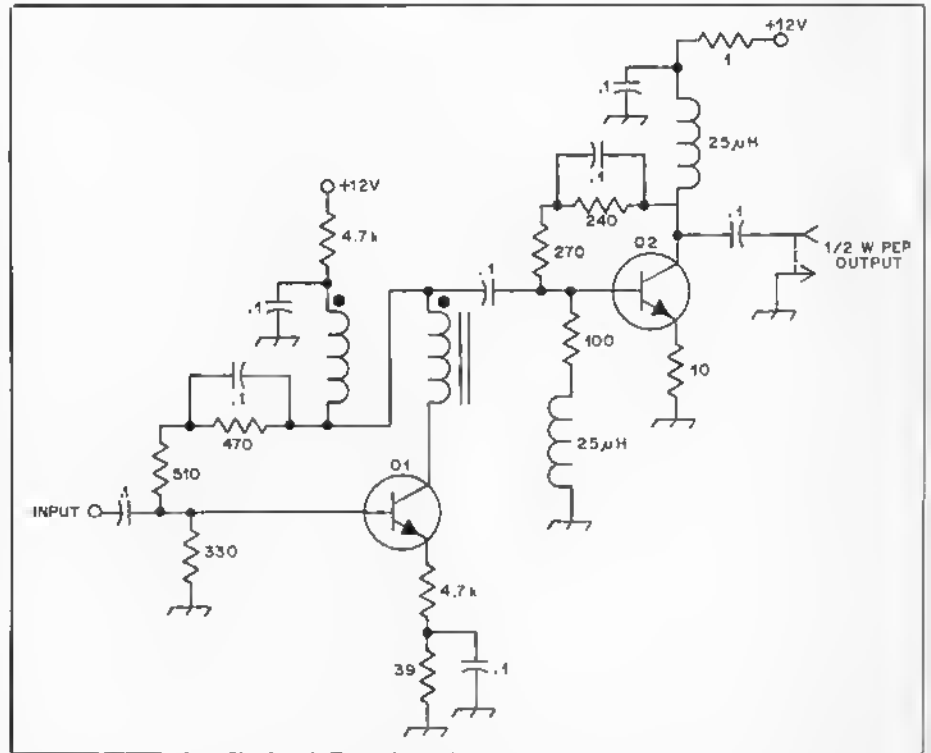 +12V
1
.1
25μH
.1
+12V
240
4.7k
.1
1/2 W PEP
OUTPUT
270
Q2
.1
.1
100
10
.1
470
25μH
510
Q1
.1
INPUT
330
4.7k
39
.1